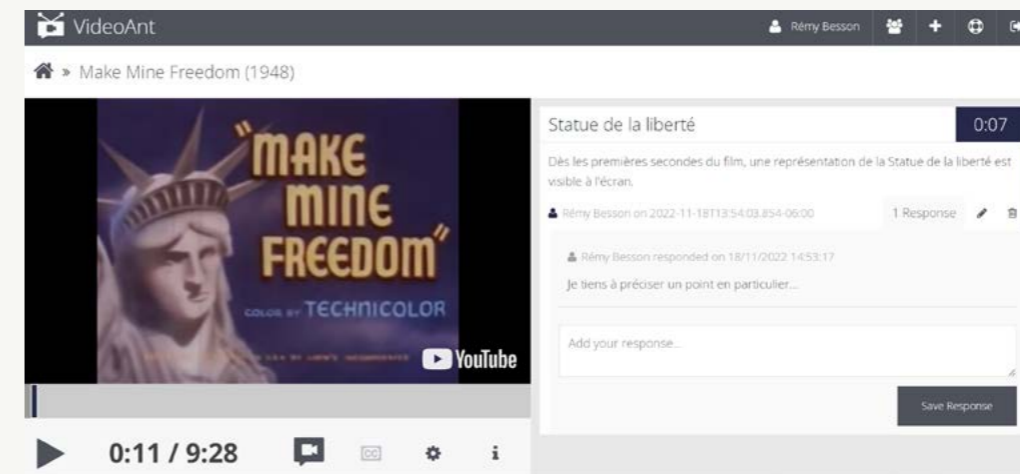 VideoAnt
Rémy Besson
» Make Mine Freedom (1948)
"MAKE
MINE
FREEDOM"
COLOR BY TECHNICOLOR
YouTube
0:11 / 9:28
CC
i
Statue de la liberté
0:07
Dès les premières secondes du film, une représentation de la Statue de la liberté est
visible à l'écran.
Rémy Besson on 2022-11-18T13:54:03.854-06:00
1 Response
Rémy Besson responded on 18/11/2022 14:53:17
Je tiens à préciser un point en particulier...
Add your response...
Save Response